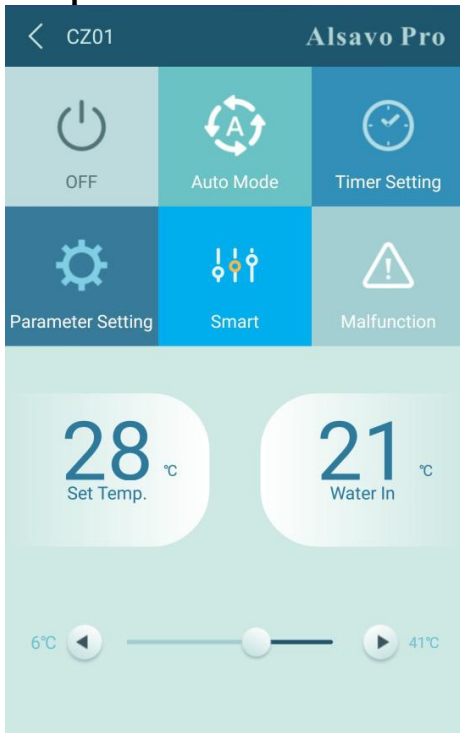 CZ01 Alsavo Pro
OFF Auto Mode Timer Setting
A
Parameter Setting Smart Malfunction
28 ℃ 21 ℃
Set Temp. Water In
6℃ 41℃